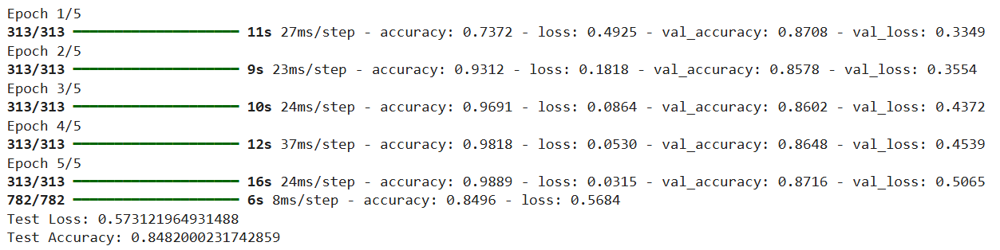 Epoch 1/5
313/313 ━━━━━━━━━━━━━━━━━━━━ 11s 27ms/step - accuracy: 0.7372 - loss: 0.4925 - val_accuracy: 0.8708 - val_loss: 0.3349
Epoch 2/5
313/313 ━━━━━━━━━━━━━━━━━━━━ 9s 23ms/step - accuracy: 0.9312 - loss: 0.1818 - val_accuracy: 0.8578 - val_loss: 0.3554
Epoch 3/5
313/313 ━━━━━━━━━━━━━━━━━━━━ 10s 24ms/step - accuracy: 0.9691 - loss: 0.0864 - val_accuracy: 0.8602 - val_loss: 0.4372
Epoch 4/5
313/313 ━━━━━━━━━━━━━━━━━━━━ 12s 37ms/step - accuracy: 0.9818 - loss: 0.0530 - val_accuracy: 0.8648 - val_loss: 0.4539
Epoch 5/5
313/313 ━━━━━━━━━━━━━━━━━━━━ 16s 24ms/step - accuracy: 0.9889 - loss: 0.0315 - val_accuracy: 0.8716 - val_loss: 0.5065
782/782 ━━━━━━━━━━━━━━━━━━━━ 6s 8ms/step - accuracy: 0.8496 - loss: 0.5684
Test Loss: 0.573121964931488
Test Accuracy: 0.8482000231742859